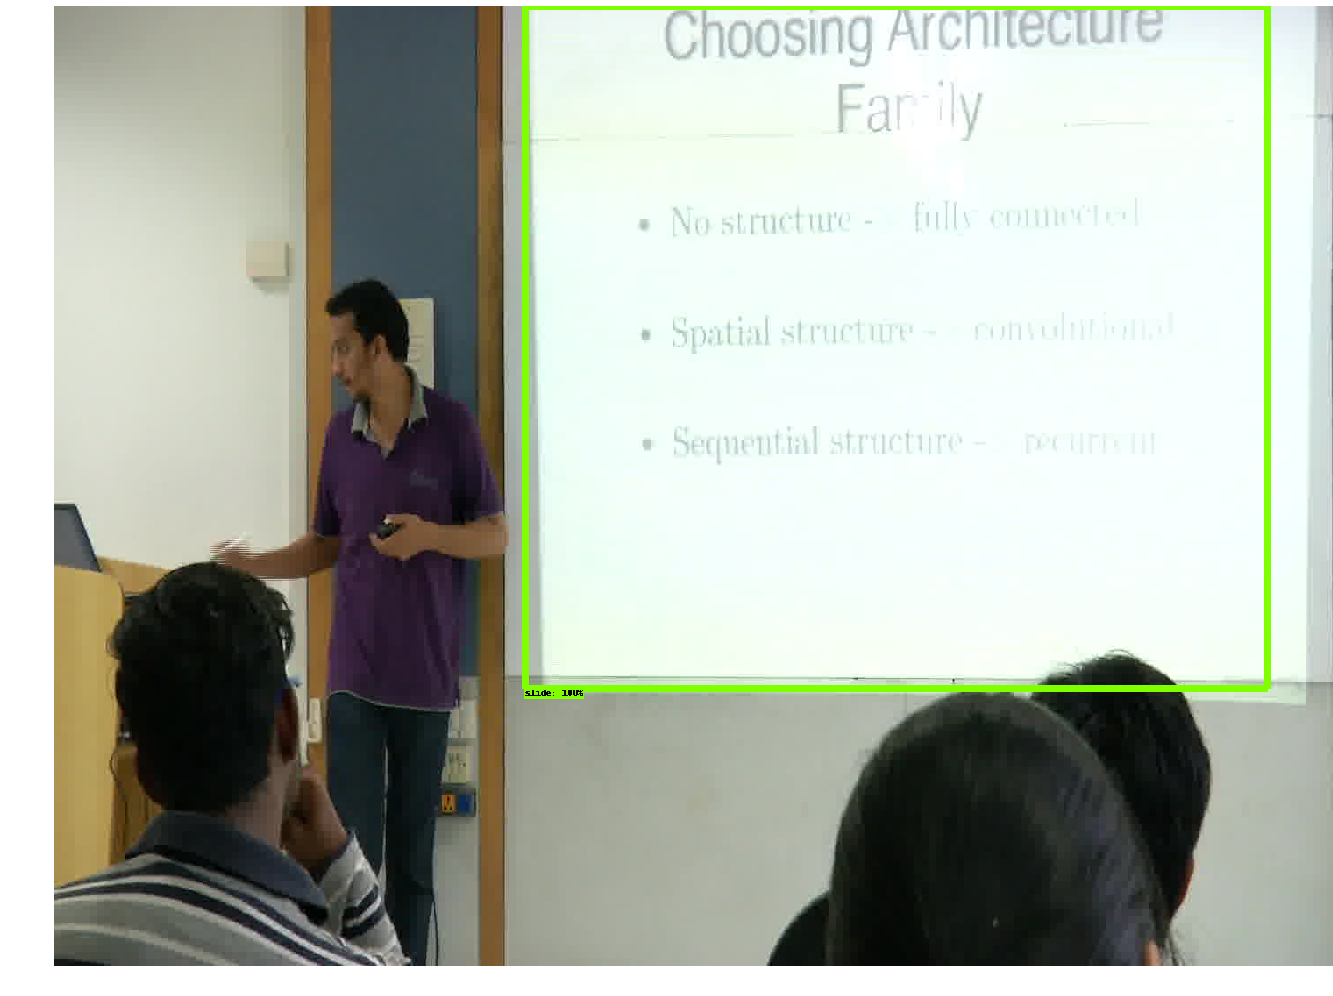 Choosing Architecture
Family
• No structure -> fully connected
• Spatial structure -> convolutional
• Sequential structure -> recurrent
slide: 100%